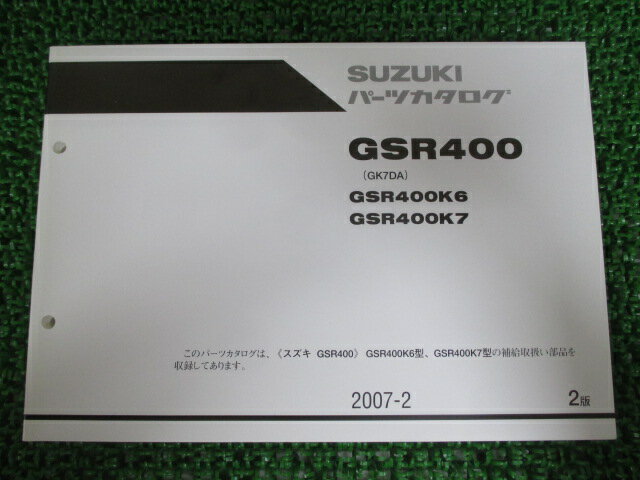 SUZUKI
パーツカタログ
GSR400
(GK7DA)
GSR400K6
GSR400K7
このパーツカタログは、《スズキ GSR400》 GSR400K6型、GSR400K7型の補給取扱い部品を
収録してあります。
2007-2
2版